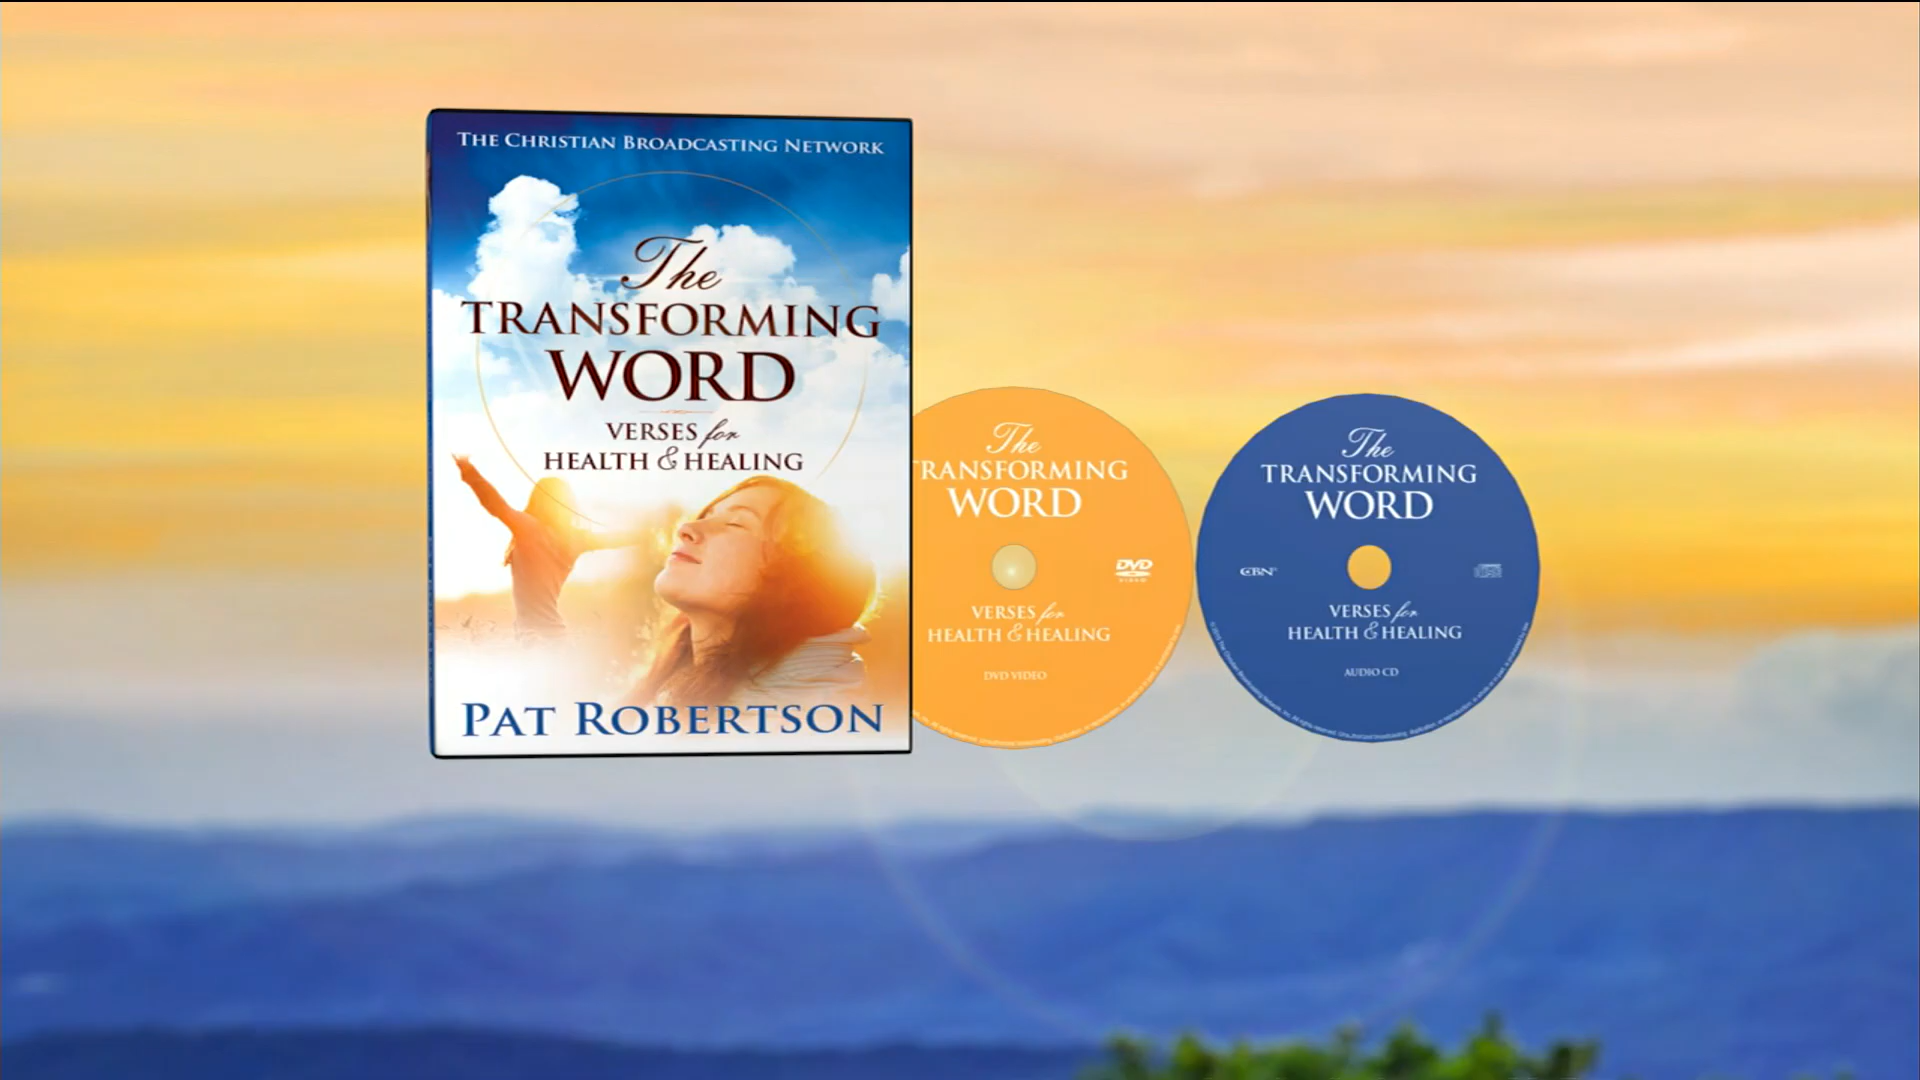 The Christian Broadcasting Network
The
TRANSFORMING
WORD
VERSES for
HEALTH & HEALING
PAT ROBERTSON
The
TRANSFORMING
WORD
DVD
VIDEO
VERSES for
HEALTH & HEALING
DVD VIDEO
The
TRANSFORMING
WORD
CBN
VERSES for
HEALTH & HEALING
AUDIO CD